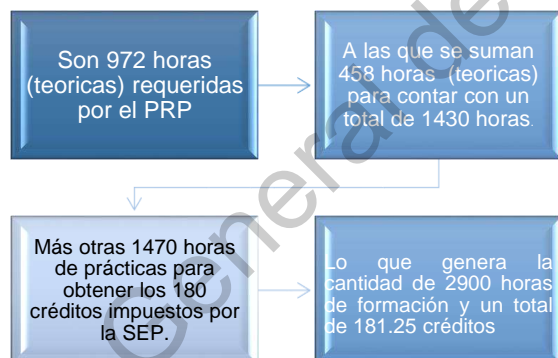 Son 972 horas
(teoricas) requeridas
por el PRP
A las que se suman
458 horas (teoricas)
para contar con un
total de 1430 horas.
Más otras 1470 horas
de prácticas para
obtener los 180
créditos impuestos por
la SEP.
Lo que genera la
cantidad de 2900 horas
de formación y un total
de 181.25 créditos
General de